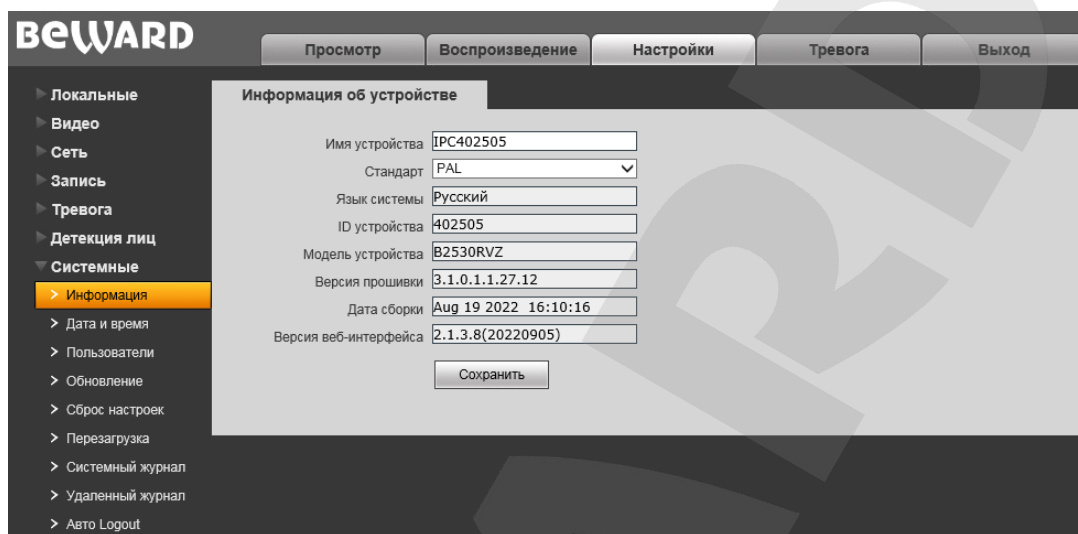 BEWARD
Просмотр Воспроизведение Настройки Тревога Выход
Локальные
Видео
Сеть
Запись
Тревога
Детекция лиц
Системные
Информация
Дата и время
Пользователи
Обновление
Сброс настроек
Перезагрузка
Системный журнал
Удаленный журнал
Авто Logout
Информация об устройстве
Имя устройства IPC402505
Стандарт PAL
Язык системы Русский
ID устройства 402505
Модель устройства B2530RVZ
Версия прошивки 3.1.0.1.1.27.12
Дата сборки Aug 19 2022 16:10:16
Версия веб-интерфейса 2.1.3.8(20220905)
Сохранить